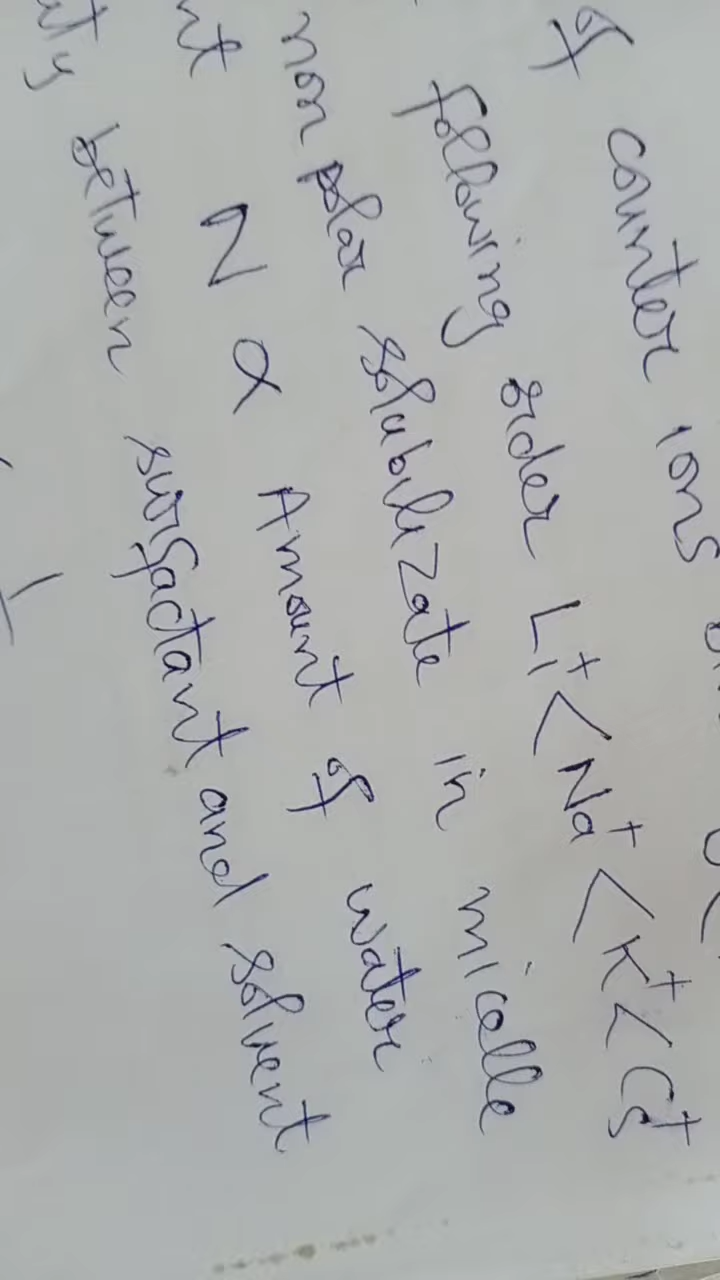 of counter ions
following order Li+ < Na+ < K+ < Cs+
non polar solubilizate in micelle
nt N α Amount of water
between surfactant and solvent